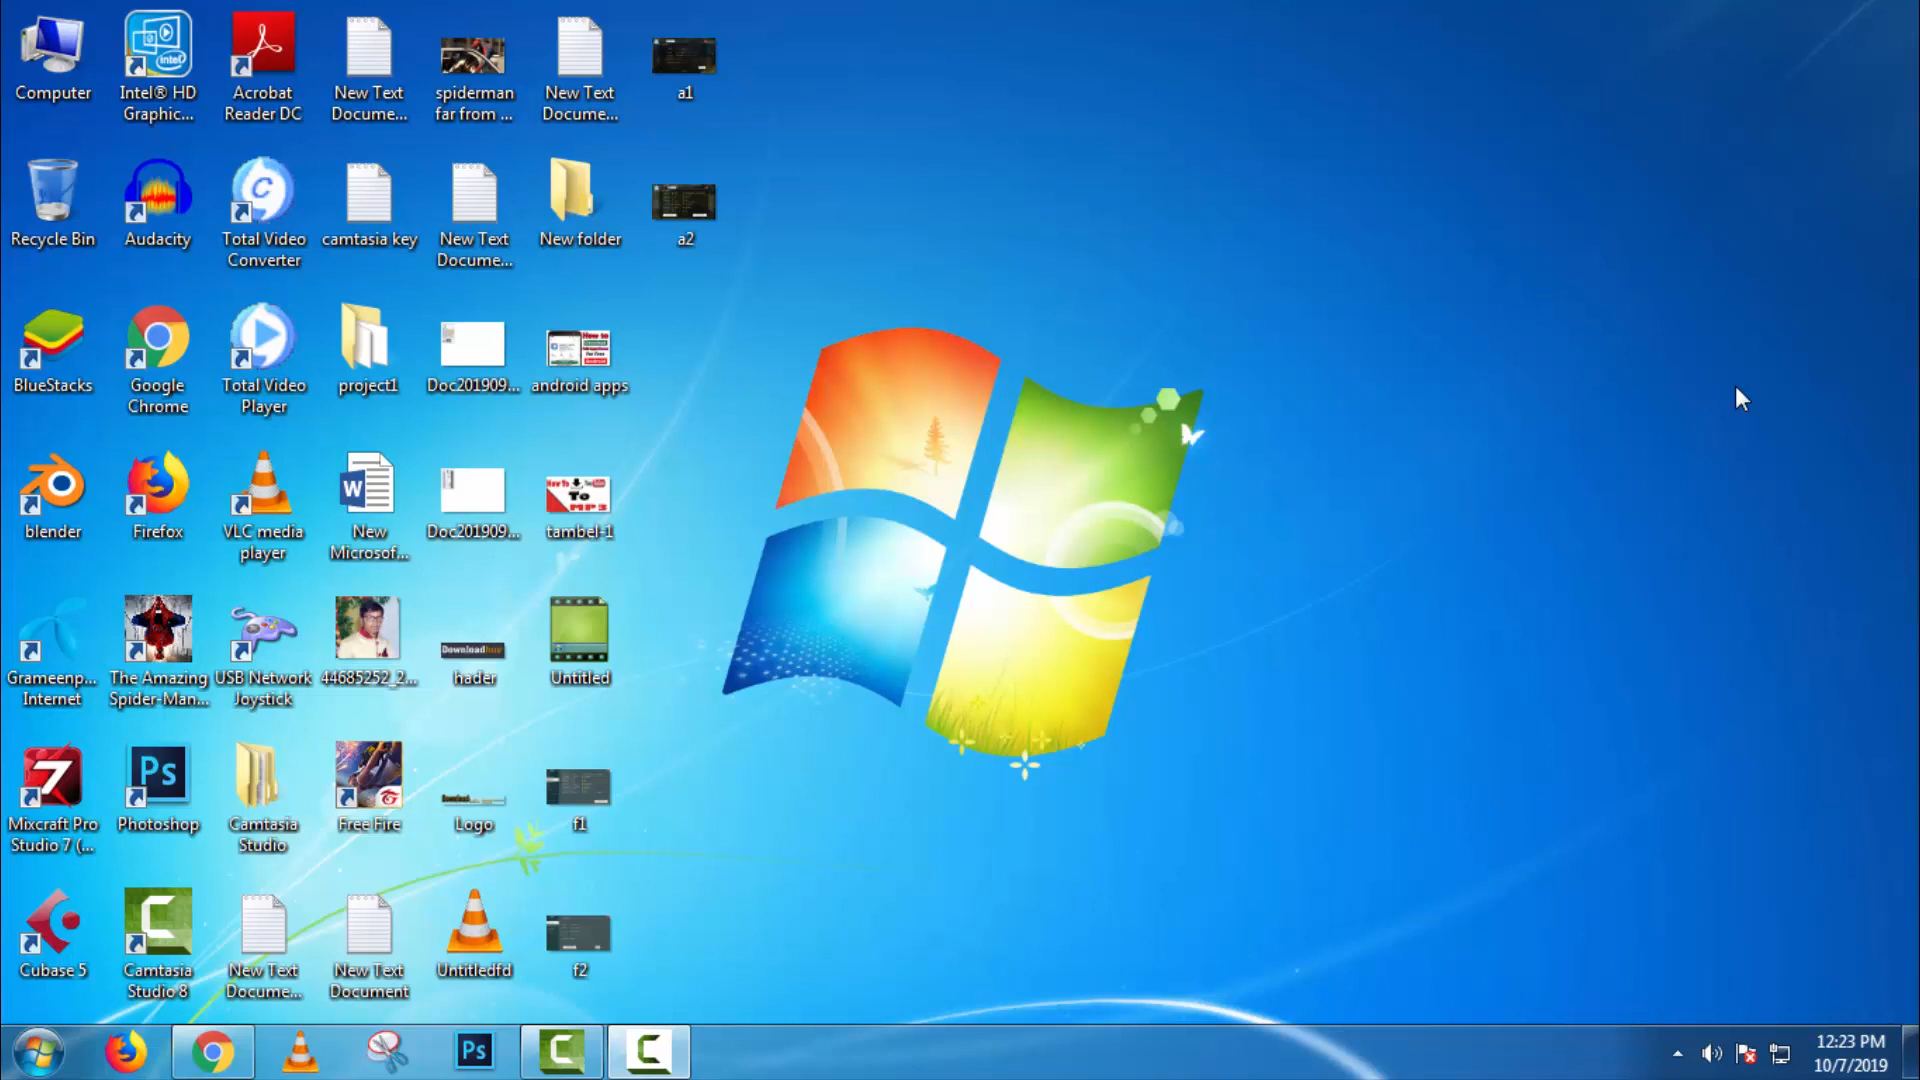 Computer
Intel® HD
Graphic...
Acrobat
Reader DC
New Text
Docume...
spiderman
far from ...
New Text
Docume...
a1
Recycle Bin
Audacity
Total Video
Converter
camtasia key
New Text
Docume...
New folder
a2
BlueStacks
Google
Chrome
Total Video
Player
project1
Doc201909...
android apps
blender
Firefox
VLC media
player
New
Microsof...
Doc201909...
tambel-1
Grameenp...
Internet
The Amazing
Spider-Man...
USB Network
Joystick
44685252_2...
hader
Untitled
Mixcraft Pro
Studio 7 (...
Photoshop
Camtasia
Studio
Free Fire
Logo
f1
Cubase 5
Camtasia
Studio 8
New Text
Docume...
New Text
Document
Untitledfd
f2
Ps
12:23 PM
10/7/2019